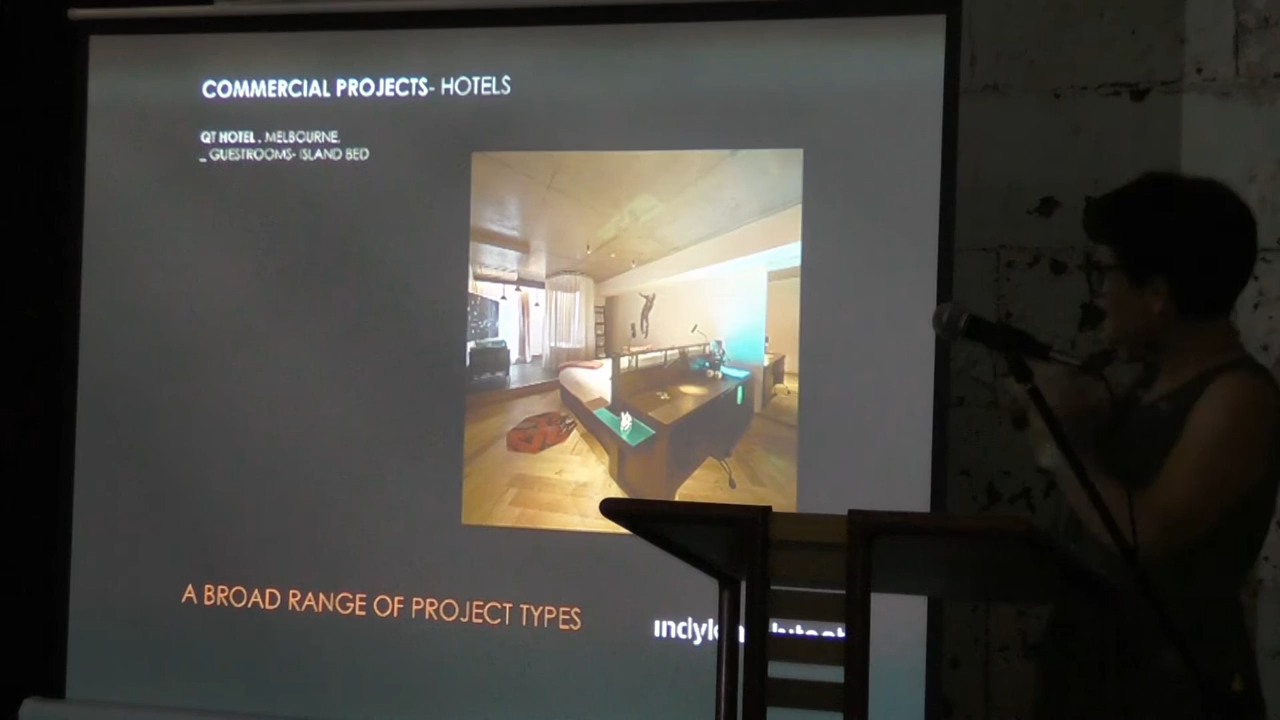 COMMERCIAL PROJECTS- HOTELS
QT HOTEL . MELBOURNE.
_ GUESTROOMS- ISLAND BED
A BROAD RANGE OF PROJECT TYPES